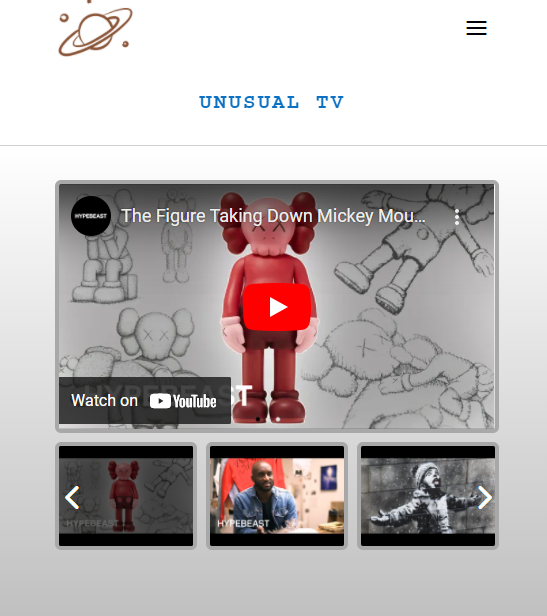 UNUSUAL TV
HYPEBEAST
The Figure Taking Down Mickey Mou...
HYPEBEAST
Watch on YouTube
HYPEBEAST
HYPEBEAST